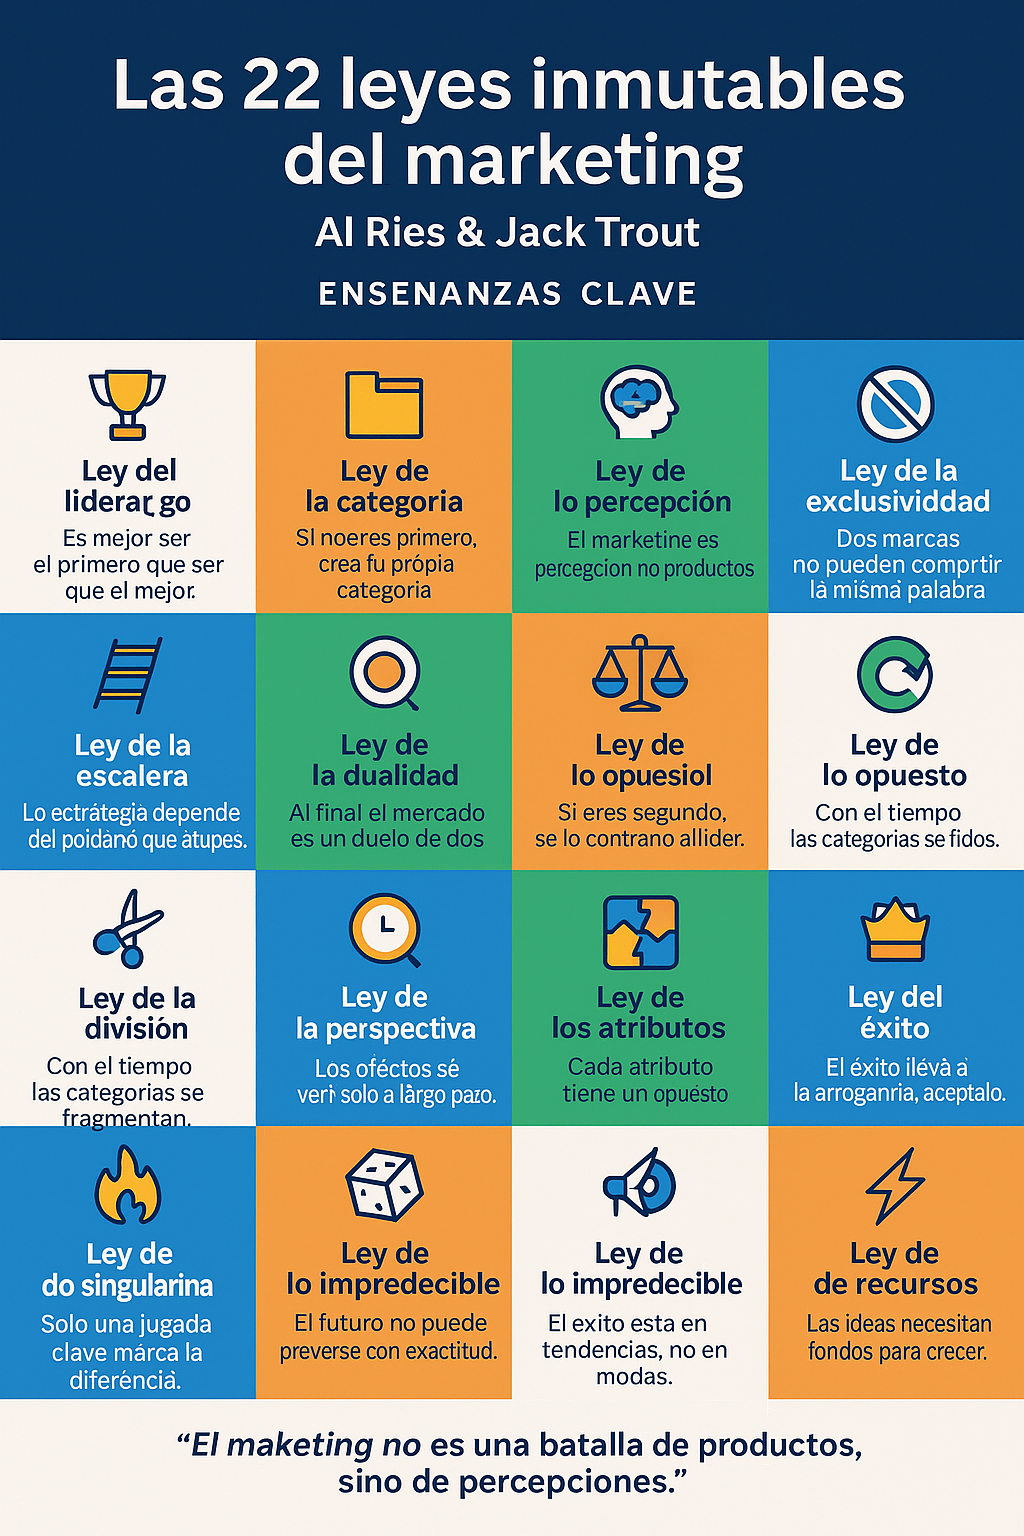 Las 22 leyes inmutables
del marketing
Al Ries & Jack Trout
ENSENANZAS CLAVE
Ley del
liderargo
Es mejor ser
el primero que ser
que el mejor.
Ley de
la categoria
SI noeres primero,
crea fu própia
categoria
Ley de
lo percepción
El marketine es
percegcion no productos
Ley de la
exclusividdad
Dos marcas
no pueden comprtir
là mismà palabra
Ley de la
escalera
Lo ectrátegià depende
del poidànó que àtupes.
Ley de
la dualidad
Al final el mercado
es un duelo de dos
Ley de
lo opuesiol
Si eres segundo,
se lo contrano allider.
Ley de
lo opuesto
Con el tiempo
las categorias se fidos.
Ley de la
división
Con el tiempo
las categorias se
fragmentan.
Ley de
la perspectiva
Los oféctos sé
veri solo a làrgo pazo.
Ley de
los atributos
Cada atributo
tiene un opuésto
Ley del
éxito
El éxito ilévà à
la arroganria, aceptalo.
Ley de
do singularina
Solo una jugada
clave márca la
diferéncià.
Ley de
lo impredecible
El futuro no puede
preverse con exactitud.
Ley de
lo impredecible
El exito esta en
tendencias, no en
modas.
Ley de
de recursos
Las ideas necesitan
fondos para crecer.
“El maketing no es una batalla de productos,
sino de percepciones.”